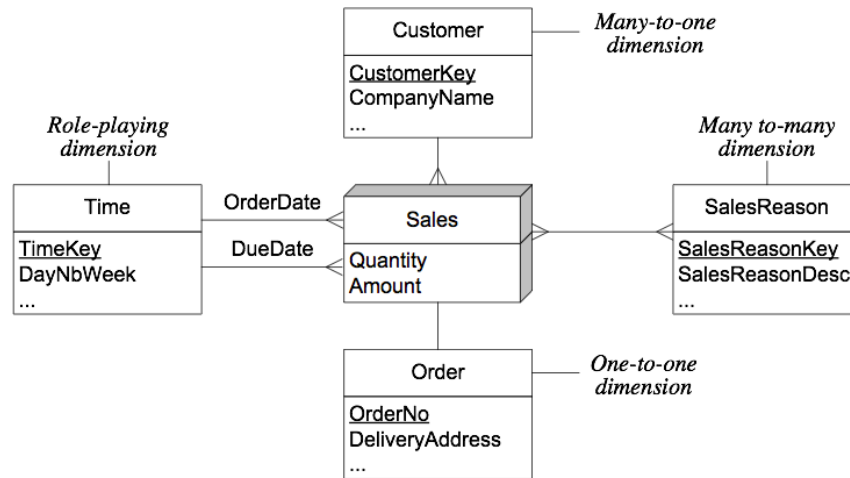 Customer
Many-to-one
dimension
CustomerKey
CompanyName
...
Role-playing
dimension
Many to-many
dimension
Time
OrderDate
Sales
SalesReason
TimeKey
DayNbWeek
...
DueDate
Quantity
Amount
SalesReasonKey
SalesReasonDesc
...
Order
One-to-one
dimension
OrderNo
DeliveryAddress
...